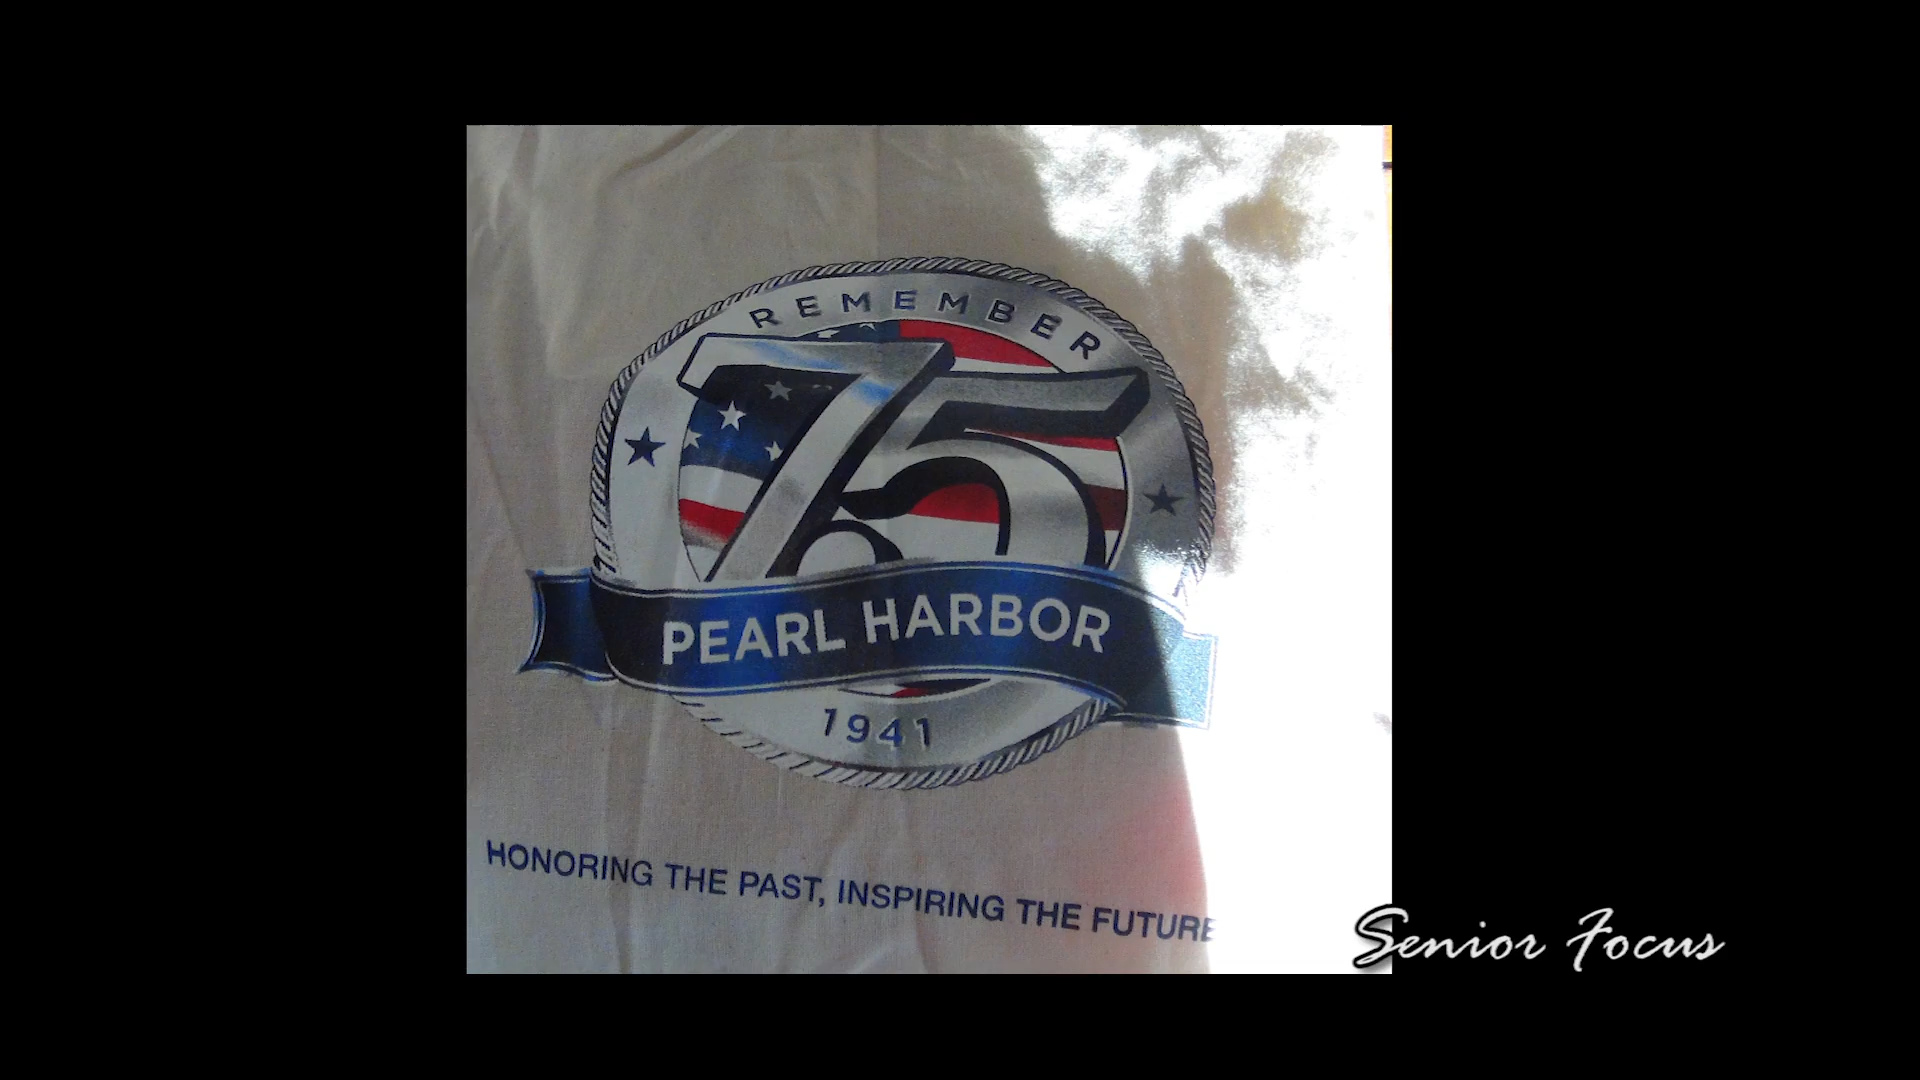 REMEMBER
75
PEARL HARBOR
1941
HONORING THE PAST, INSPIRING THE FUTURE
Senior Focus